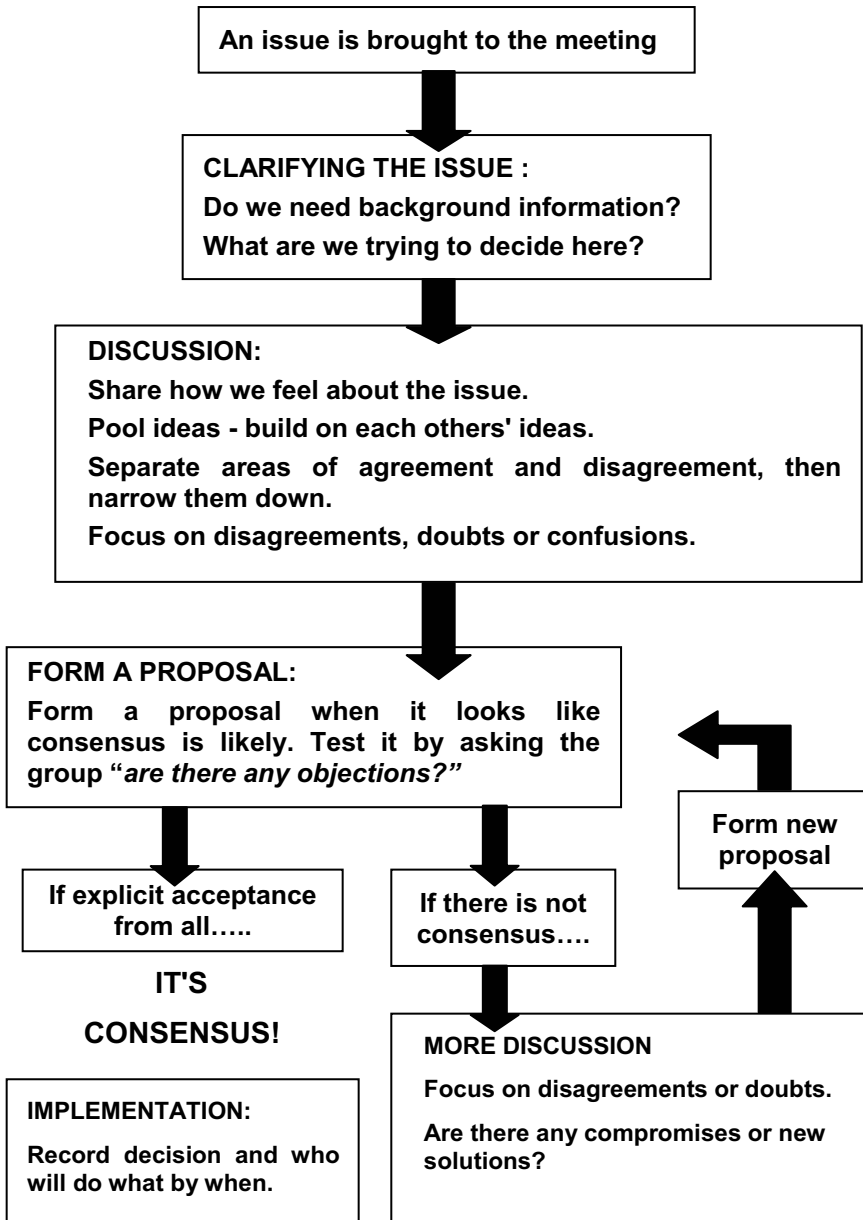 An issue is brought to the meeting
CLARIFYING THE ISSUE :
Do we need background information?
What are we trying to decide here?
DISCUSSION:
Share how we feel about the issue.
Pool ideas - build on each others' ideas.
Separate areas of agreement and disagreement, then
narrow them down.
Focus on disagreements, doubts or confusions.
FORM A PROPOSAL:
Form a proposal when it looks like
consensus is likely. Test it by asking the
group “are there any objections?”
If explicit acceptance
from all.....
IT'S
CONSENSUS!
IMPLEMENTATION:
Record decision and who
will do what by when.
If there is not
consensus....
MORE DISCUSSION
Focus on disagreements or doubts.
Are there any compromises or new
solutions?
Form new
proposal